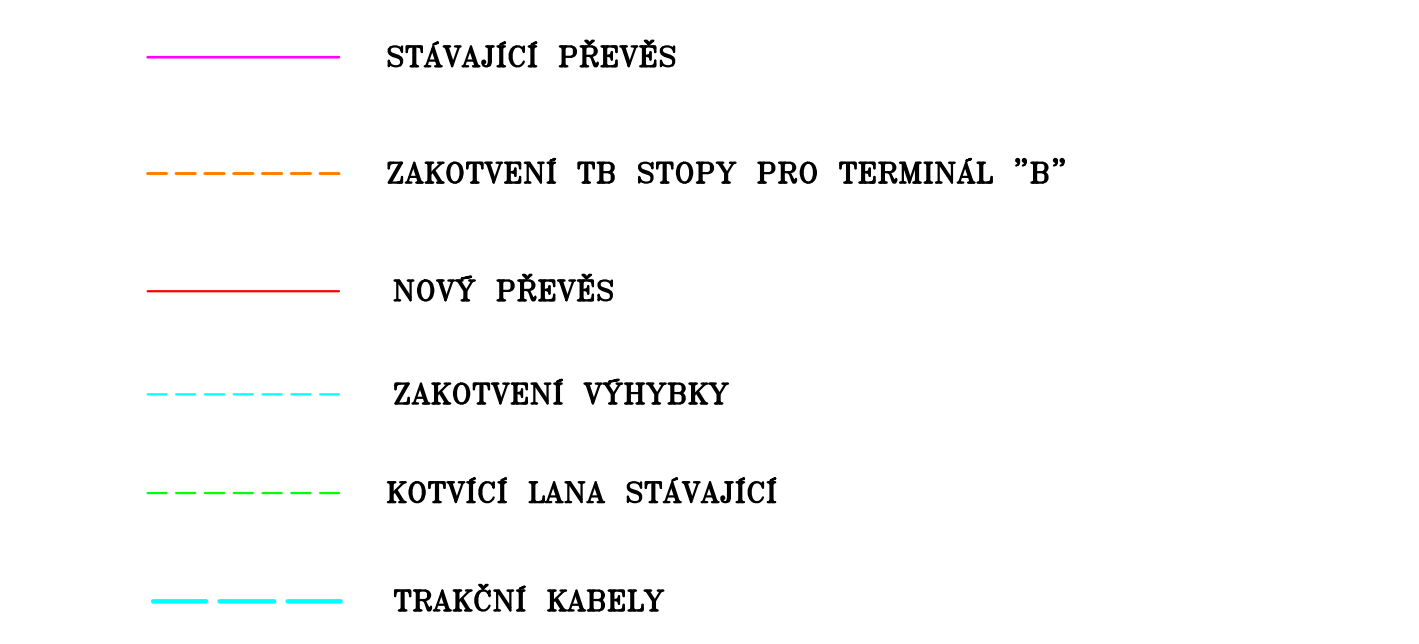 STÁVAJÍCÍ PŘEVĚS
ZAKOTVENÍ TB STOPY PRO TERMINÁL ”B”
NOVÝ PŘEVĚS
ZAKOTVENÍ VÝHYBKY
KOTVÍCÍ LANA STÁVAJÍCÍ
TRAKČNÍ KABELY